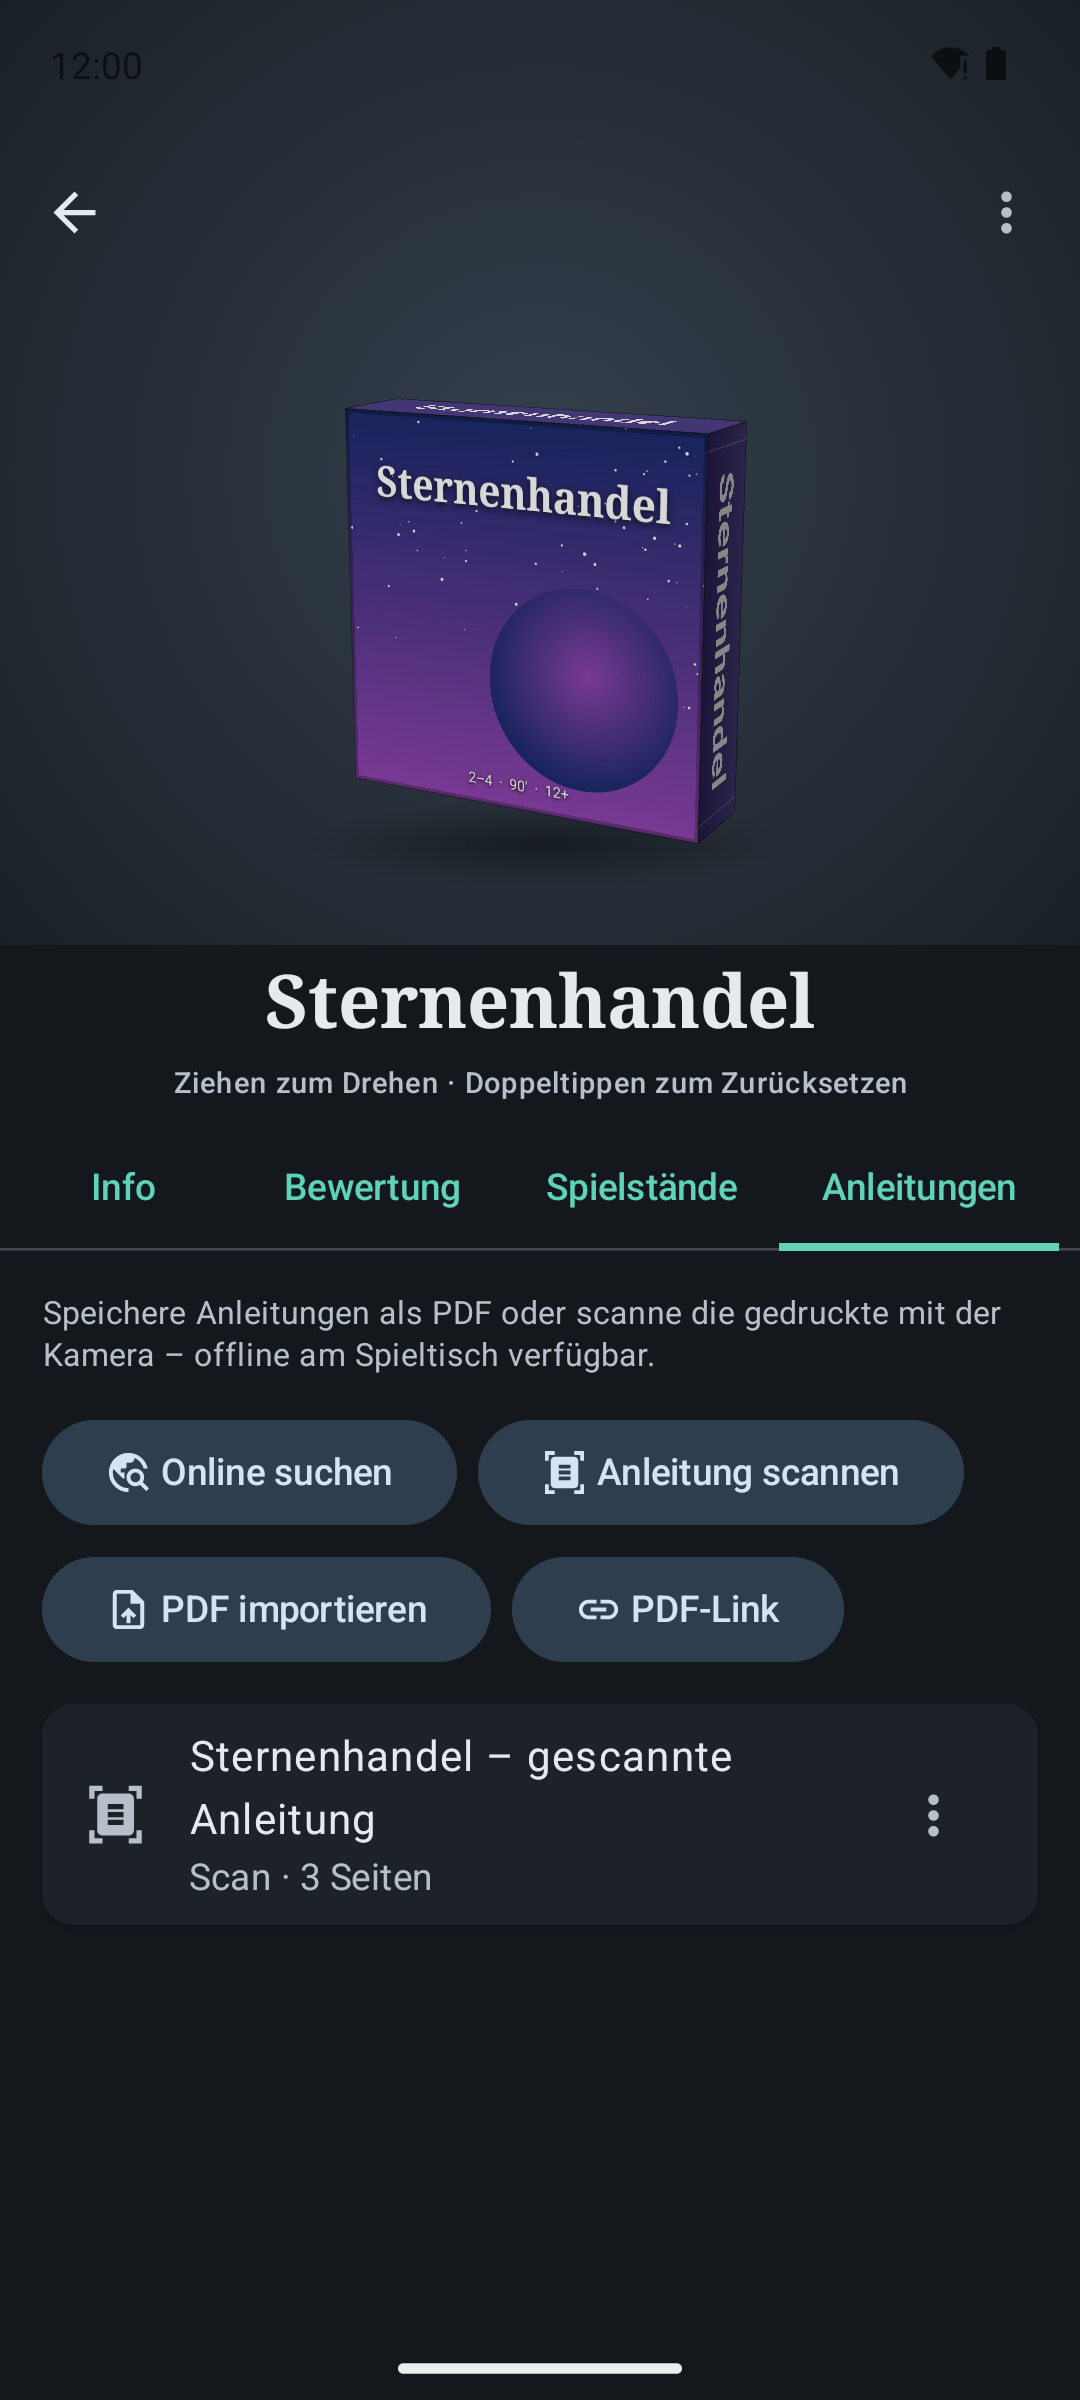 12:00
Sternenhandel
Sternenhandel
Sternenhandel
2–4 · 90' · 12+
Sternenhandel
Ziehen zum Drehen · Doppeltippen zum Zurücksetzen
Info
Bewertung
Spielstände
Anleitungen
Speichere Anleitungen als PDF oder scanne die gedruckte mit der
Kamera – offline am Spieltisch verfügbar.
Online suchen
Anleitung scannen
PDF importieren
PDF-Link
Sternenhandel – gescannte
Anleitung
Scan · 3 Seiten